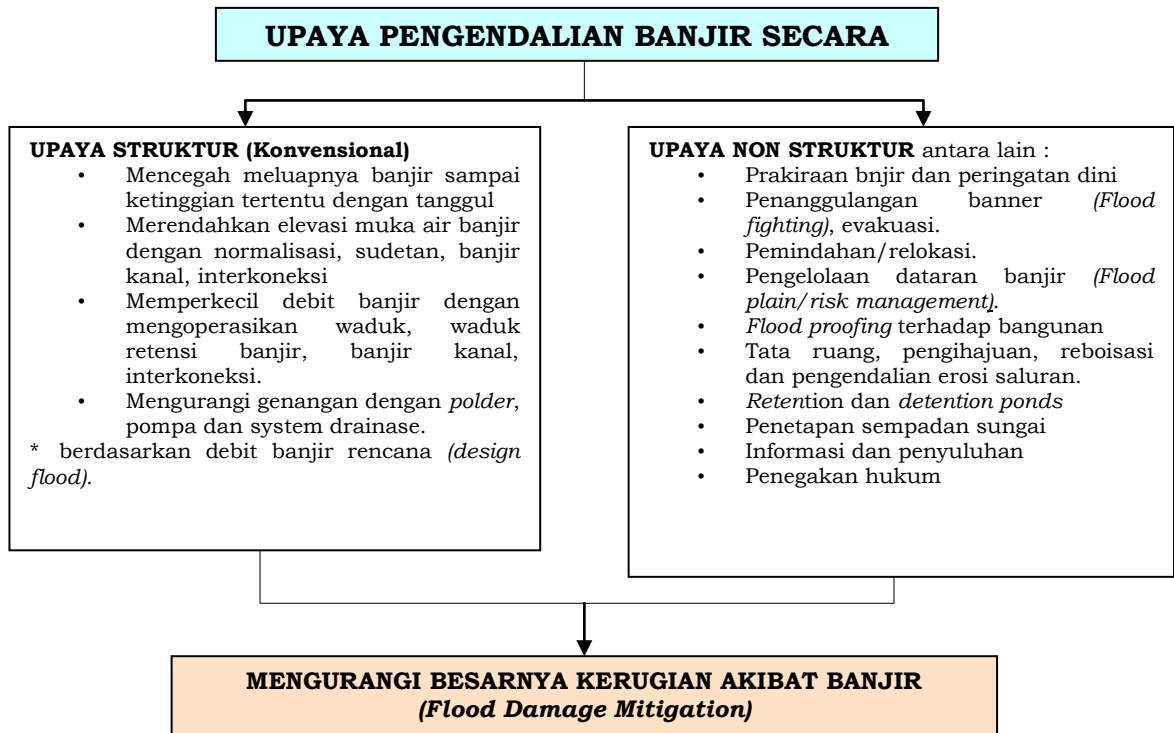 UPAYA PENGENDALIAN BANJIR SECARA
UPAYA STRUKTUR (Konvensional)
• Mencegah meluapnya banjir sampai
ketinggian tertentu dengan tanggul
• Merendahkan elevasi muka air banjir
dengan normalisasi, sudetan, banjir
kanal, interkoneksi
• Memperkecil debit banjir dengan
mengoperasikan waduk, waduk
retensi banjir, banjir kanal,
interkoneksi.
• Mengurangi genangan dengan polder,
pompa dan system drainase.
* berdasarkan debit banjir rencana (design
flood).
UPAYA NON STRUKTUR antara lain :
• Prakiraan bnjir dan peringatan dini
• Penanggulangan banner (Flood
fighting), evakuasi.
• Pemindahan/relokasi.
• Pengelolaan dataran banjir (Flood
plain/risk management).
• Flood proofing terhadap bangunan
• Tata ruang, pengihajuan, reboisasi
dan pengendalian erosi saluran.
• Retention dan detention ponds
• Penetapan sempadan sungai
• Informasi dan penyuluhan
• Penegakan hukum
MENGURANGI BESARNYA KERUGIAN AKIBAT BANJIR
(Flood Damage Mitigation)